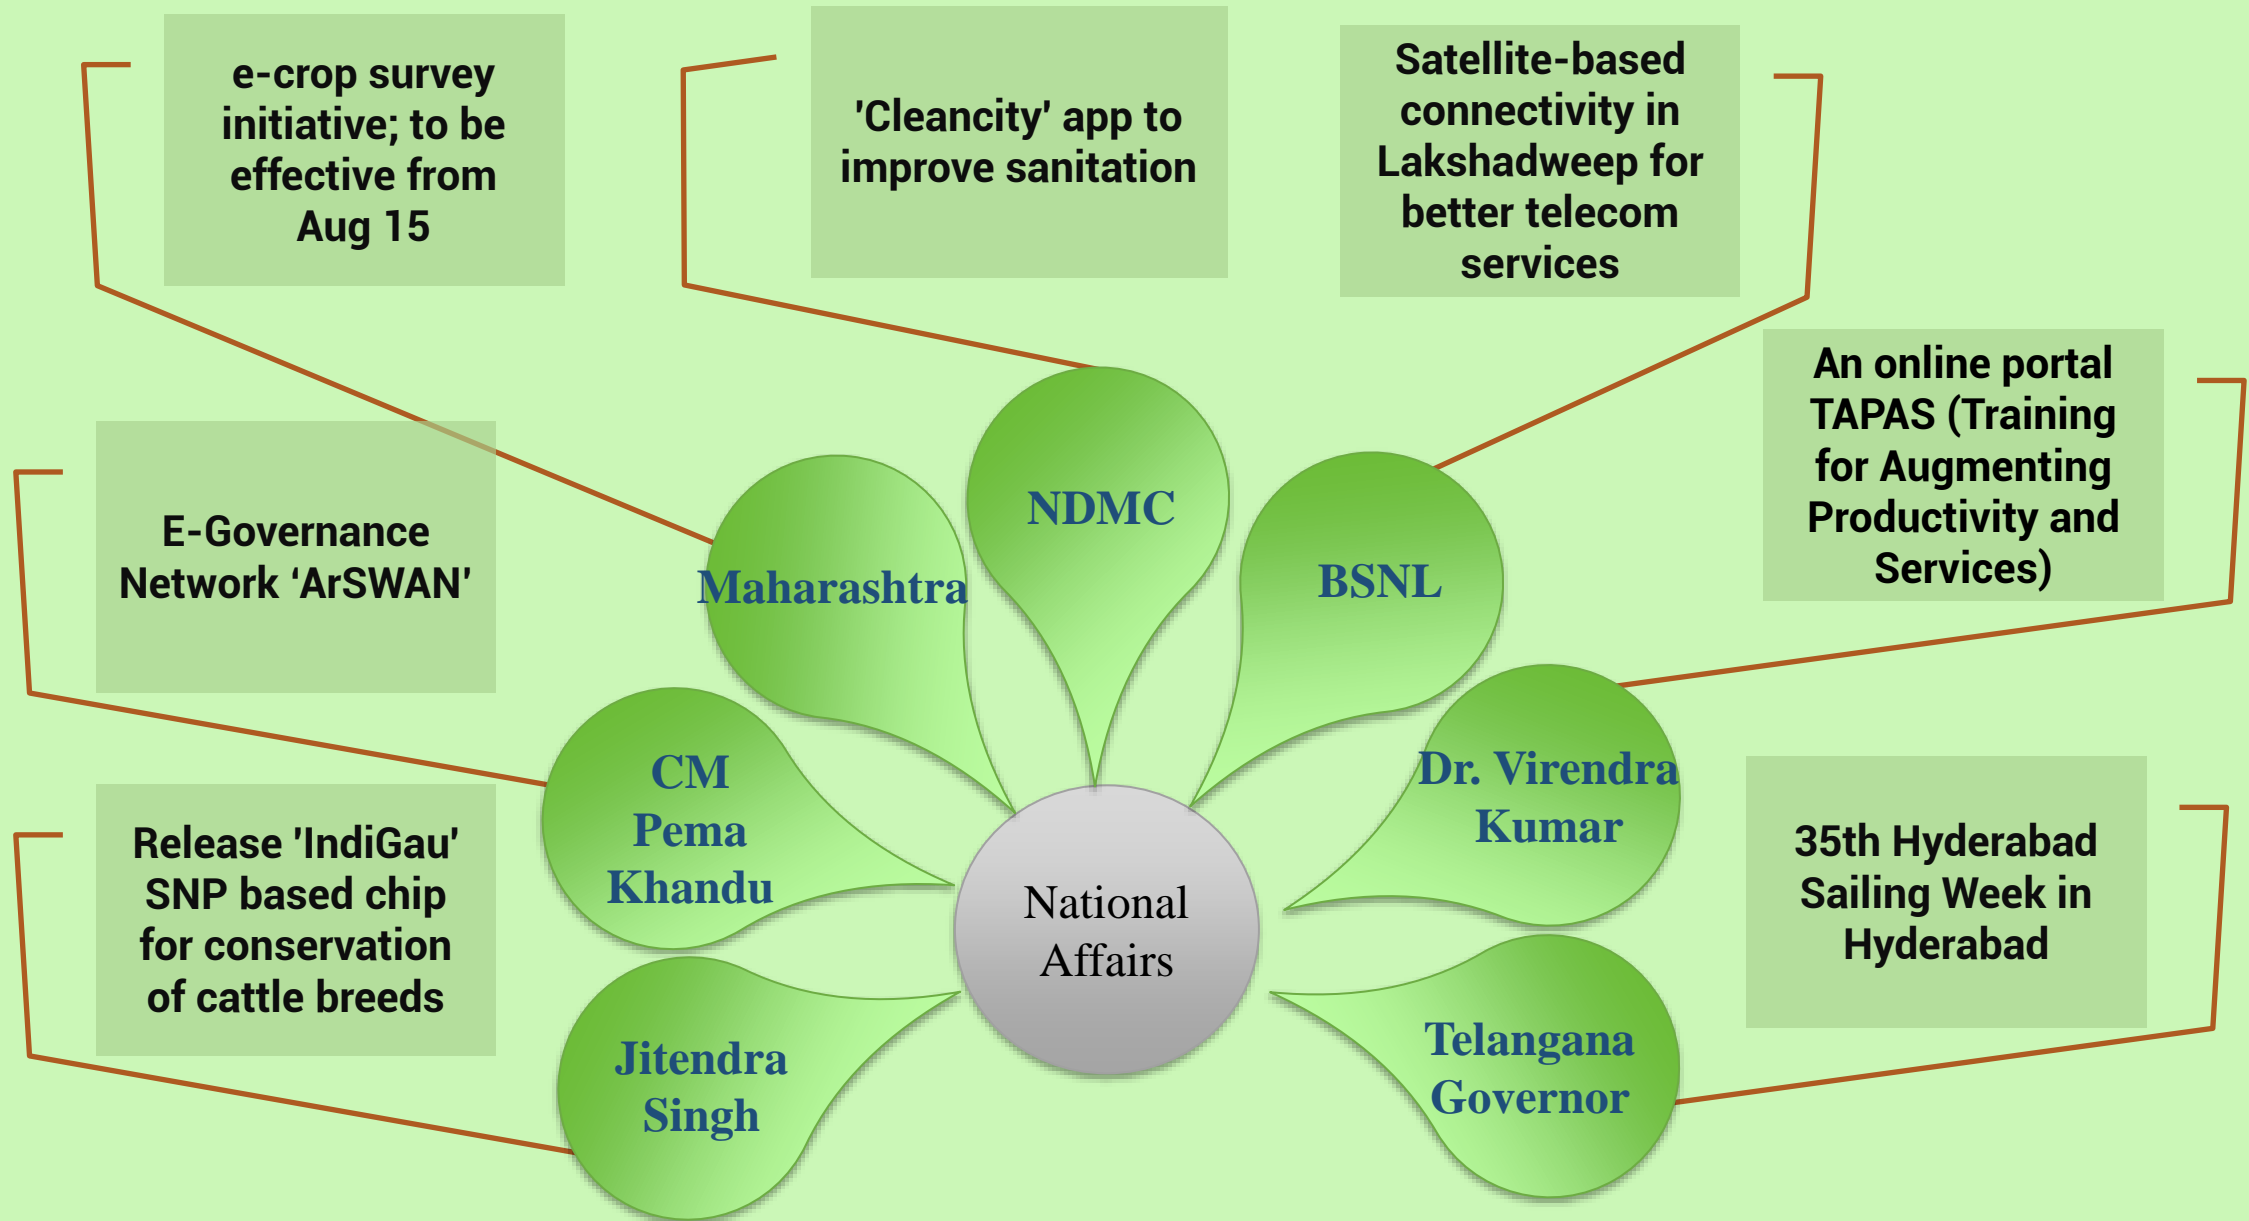 e-crop survey
initiative; to be
effective from
Aug 15
'Cleancity' app to
improve sanitation
Satellite-based
connectivity in
Lakshadweep for
better telecom
services
An online portal
TAPAS (Training
for Augmenting
Productivity and
Services)
E-Governance
Network ‘ArSWAN’
NDMC
Maharashtra
BSNL
CM
Pema
Khandu
Dr. Virendra
Kumar
Release 'IndiGau'
SNP based chip
for conservation
of cattle breeds
35th Hyderabad
Sailing Week in
Hyderabad
National
Affairs
Jitendra
Singh
Telangana
Governor